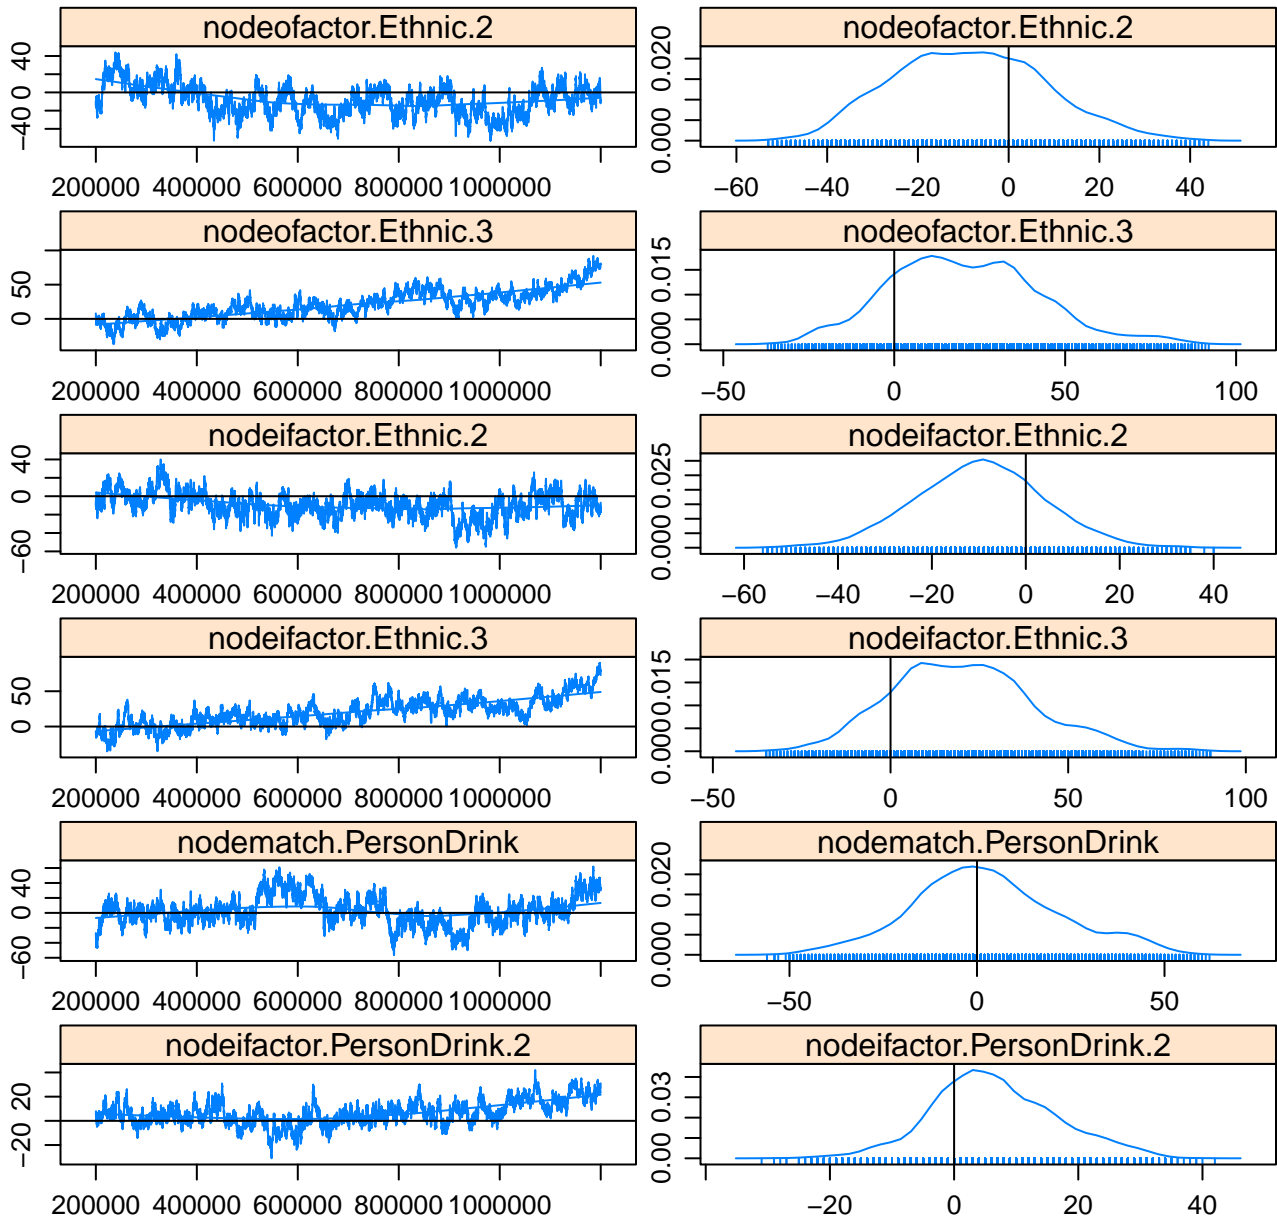 nodeofactor.Ethnic.2 nodeofactor.Ethnic.2
−40 0 40 0.000 0.020
200000 400000 600000 800000 1000000 −60 −40 −20 0 20 40
nodeofactor.Ethnic.3 nodeofactor.Ethnic.3
0 50 0.000 0.015
200000 400000 600000 800000 1000000 −50 0 50 100
nodeifactor.Ethnic.2 nodeifactor.Ethnic.2
−60 0 40 0.000 0.025
200000 400000 600000 800000 1000000 −60 −40 −20 0 20 40
nodeifactor.Ethnic.3 nodeifactor.Ethnic.3
0 50 0.000 0.015
200000 400000 600000 800000 1000000 −50 0 50 100
nodematch.PersonDrink nodematch.PersonDrink
−60 0 40 0.000 0.020
200000 400000 600000 800000 1000000 −50 0 50
nodeifactor.PersonDrink.2 nodeifactor.PersonDrink.2
−20 20 0.00 0.03
200000 400000 600000 800000 1000000 −20 0 20 40